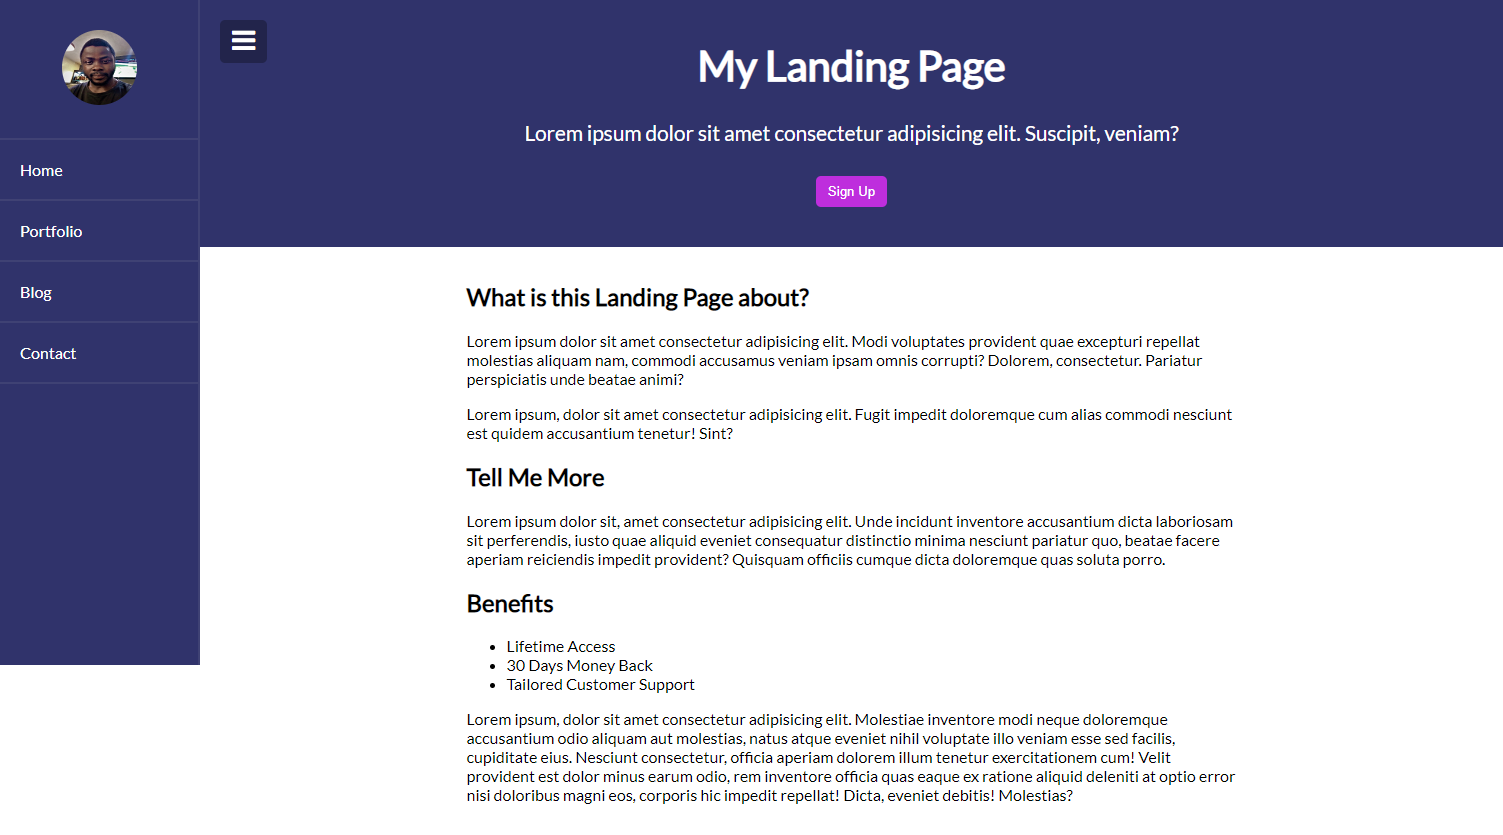 My Landing Page
Lorem ipsum dolor sit amet consectetur adipisicing elit. Suscipit, veniam?
Sign Up
Home
Portfolio
Blog
Contact
What is this Landing Page about?
Lorem ipsum dolor sit amet consectetur adipisicing elit. Modi voluptates provident quae excepturi repellat
molestias aliquam nam, commodi accusamus veniam ipsam omnis corrupti? Dolorem, consectetur. Pariatur
perspiciatis unde beatae animi?
Lorem ipsum, dolor sit amet consectetur adipisicing elit. Fugit impedit doloremque cum alias commodi nesciunt
est quidem accusantium tenetur! Sint?
Tell Me More
Lorem ipsum dolor sit, amet consectetur adipisicing elit. Unde incidunt inventore accusantium dicta laboriosam
sit perferendis, iusto quae aliquid eveniet consequatur distinctio minima nesciunt pariatur quo, beatae facere
aperiam reiciendis impedit provident? Quisquam officiis cumque dicta doloremque quas soluta porro.
Benefits
• Lifetime Access
• 30 Days Money Back
• Tailored Customer Support
Lorem ipsum, dolor sit amet consectetur adipisicing elit. Molestiae inventore modi neque doloremque
accusantium odio aliquam aut molestias, natus atque eveniet nihil voluptate illo veniam esse sed facilis,
cupiditate eius. Nesciunt consectetur, officia aperiam dolorem illum tenetur exercitationem cum! Velit
provident est dolor minus earum odio, rem inventore officia quas eaque ex ratione aliquid deleniti at optio error
nisi doloribus magni eos, corporis hic impedit repellat! Dicta, eveniet debitis! Molestias?